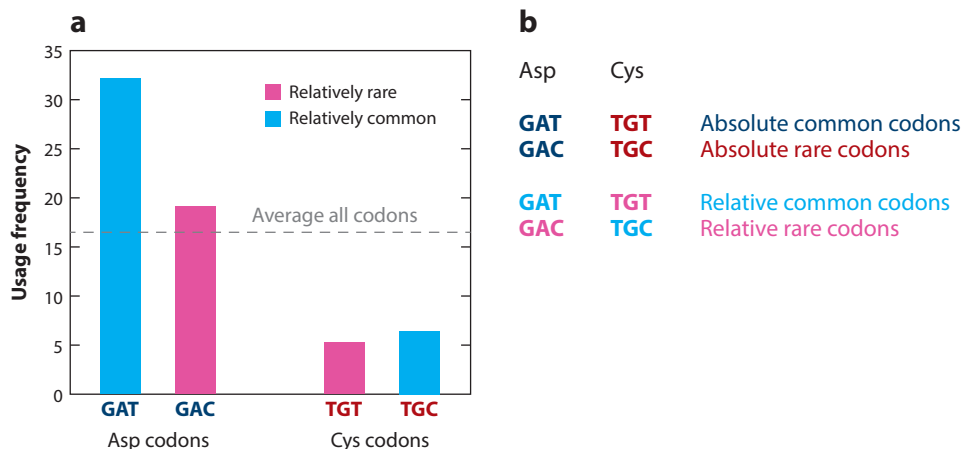 a
35
30
25
20
15
10
5
0
Usage frequency
Relatively rare
Relatively common
Average all codons
GAT GAC TGT TGC
Asp codons Cys codons
b
Asp Cys
GAT TGT Absolute common codons
GAC TGC Absolute rare codons
GAT TGT Relative common codons
GAC TGC Relative rare codons